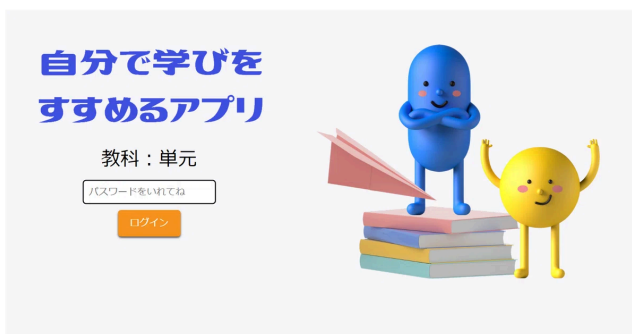 自分で学びを
すすめるアプリ
教科：単元
パスワードをいれてね
ログイン